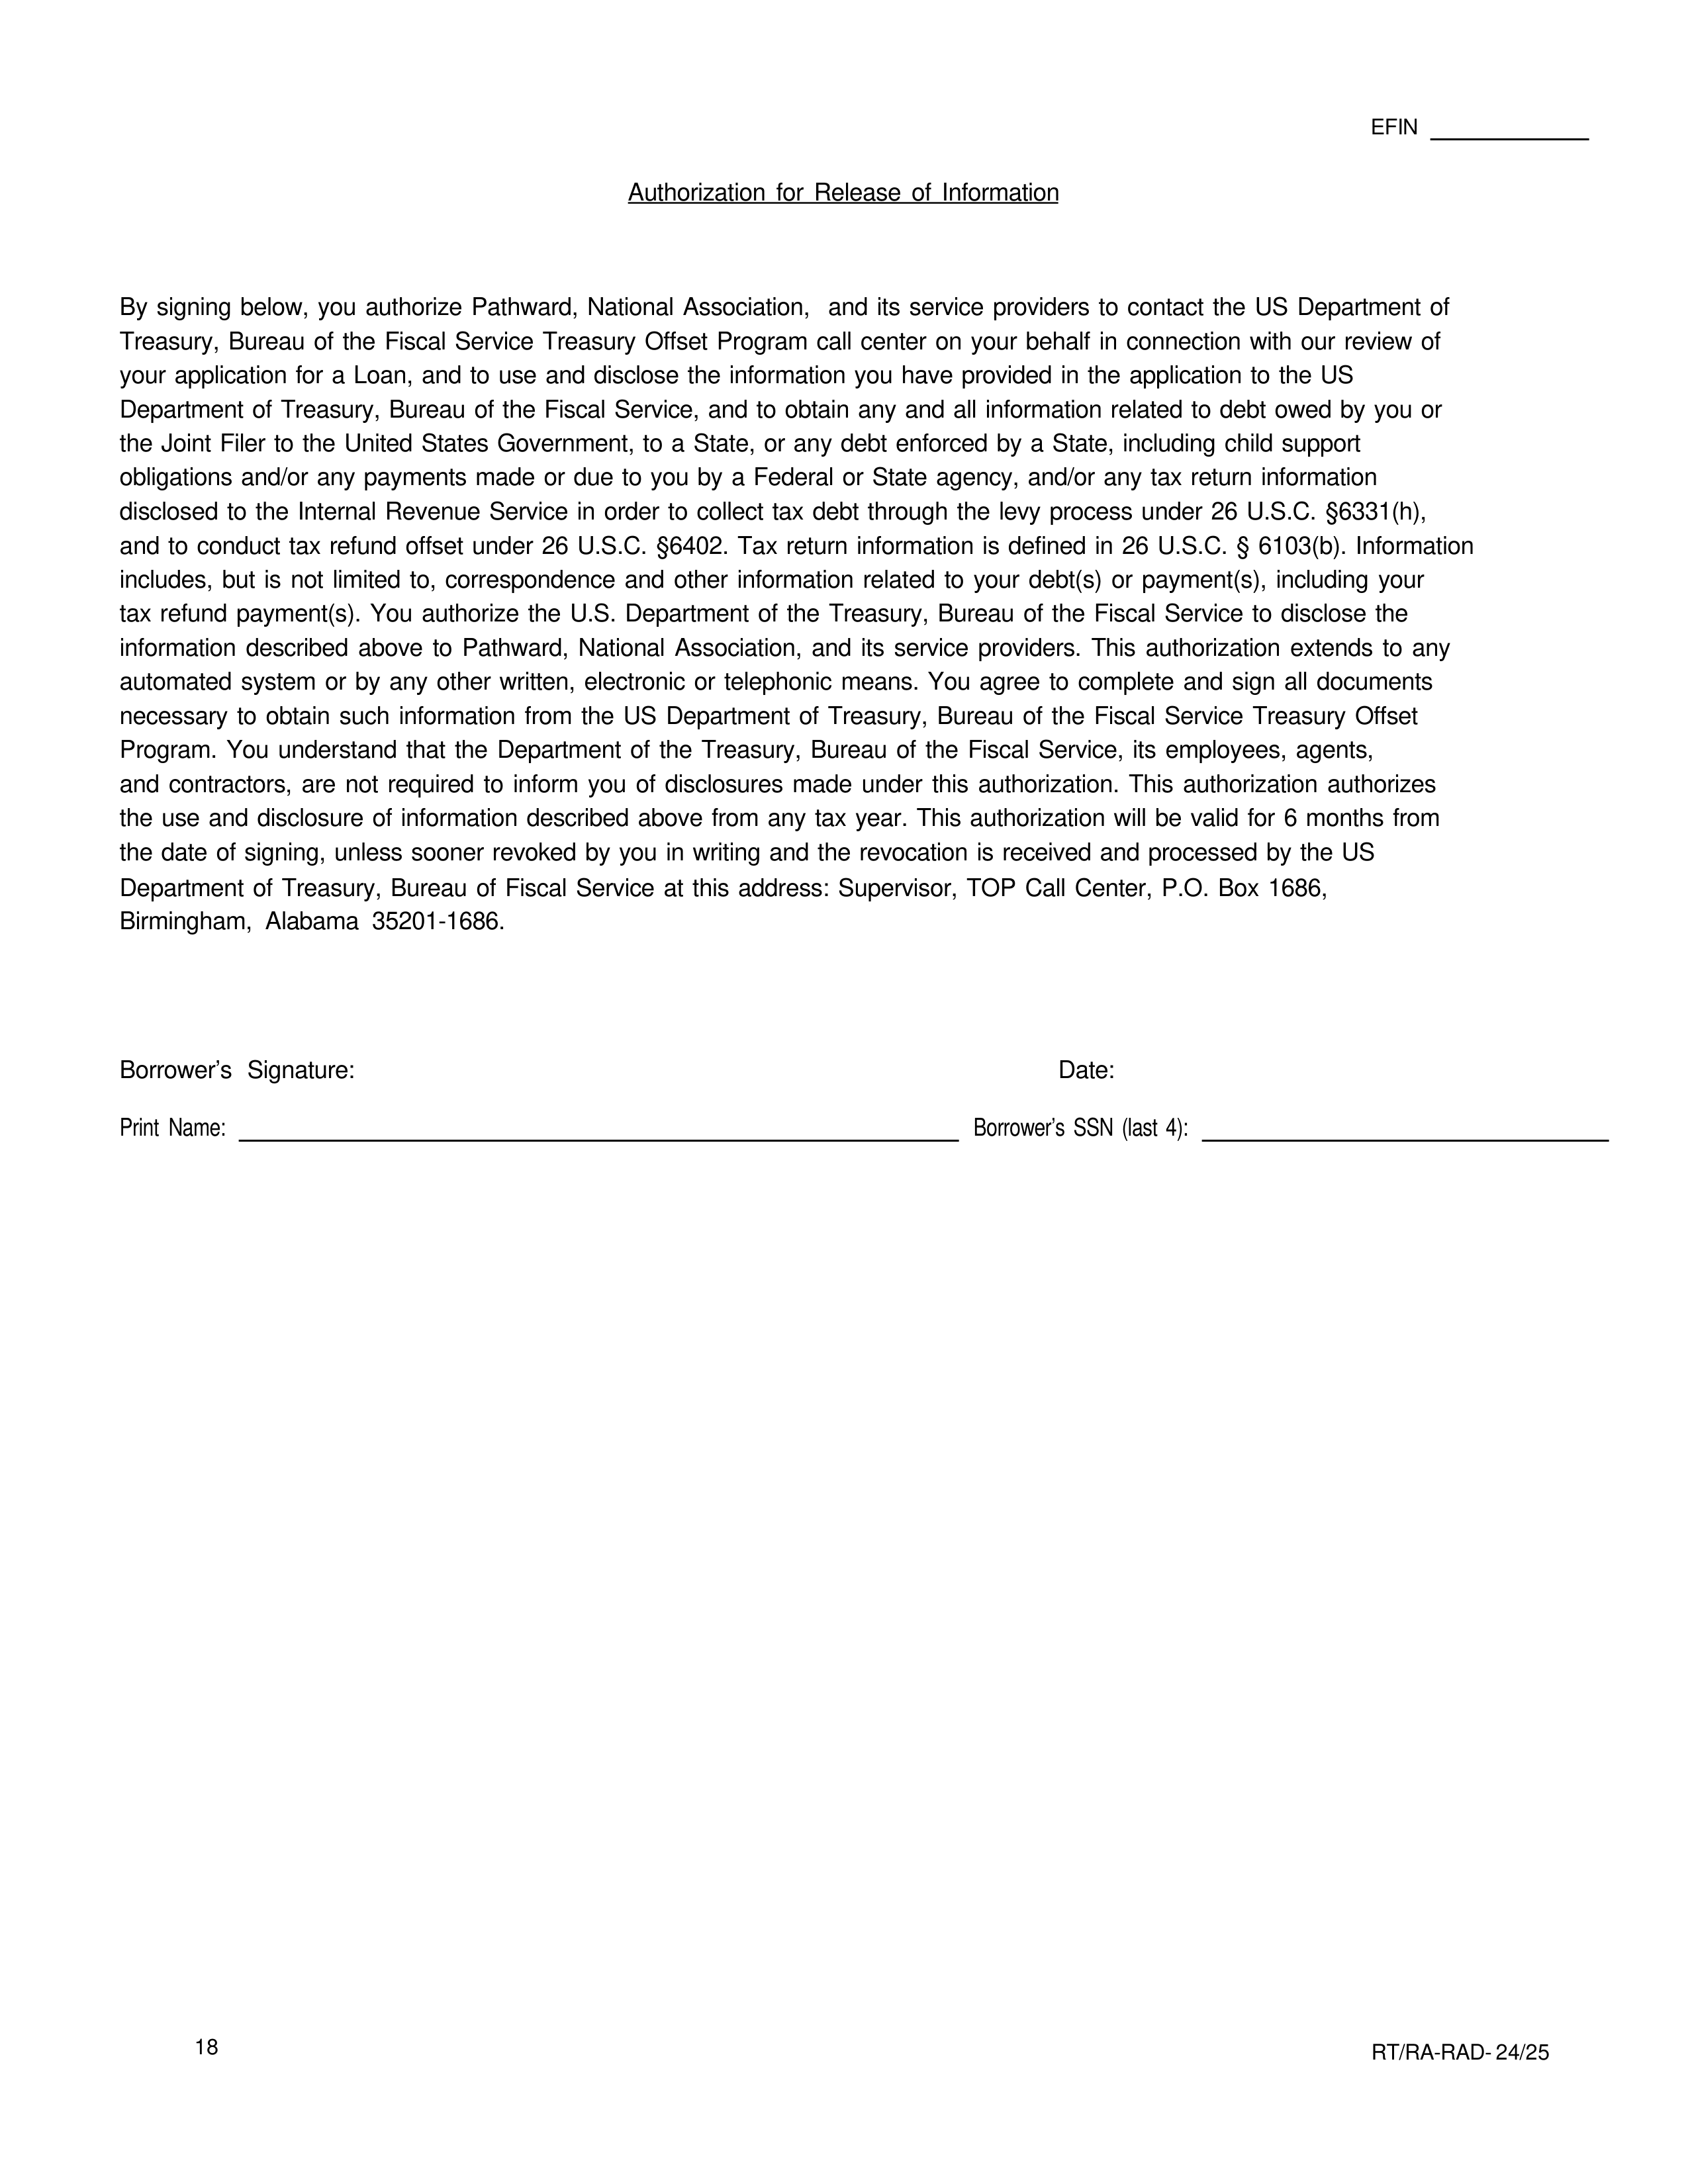 EFIN
Authorization for Release of Information
By signing below, you authorize Pathward, National Association, and its service providers to contact the US Department of
Treasury, Bureau of the Fiscal Service Treasury Offset Program call center on your behalf in connection with our review of
your application for a Loan, and to use and disclose the information you have provided in the application to the US
Department of Treasury, Bureau of the Fiscal Service, and to obtain any and all information related to debt owed by you or
the Joint Filer to the United States Government, to a State, or any debt enforced by a State, including child support
obligations and/or any payments made or due to you by a Federal or State agency, and/or any tax return information
disclosed to the Internal Revenue Service in order to collect tax debt through the levy process under 26 U.S.C. §6331(h),
and to conduct tax refund offset under 26 U.S.C. §6402. Tax return information is defined in 26 U.S.C. § 6103(b). Information
includes, but is not limited to, correspondence and other information related to your debt(s) or payment(s), including your
tax refund payment(s). You authorize the U.S. Department of the Treasury, Bureau of the Fiscal Service to disclose the
information described above to Pathward, National Association, and its service providers. This authorization extends to any
automated system or by any other written, electronic or telephonic means. You agree to complete and sign all documents
necessary to obtain such information from the US Department of Treasury, Bureau of the Fiscal Service Treasury Offset
Program. You understand that the Department of the Treasury, Bureau of the Fiscal Service, its employees, agents,
and contractors, are not required to inform you of disclosures made under this authorization. This authorization authorizes
the use and disclosure of information described above from any tax year. This authorization will be valid for 6 months from
the date of signing, unless sooner revoked by you in writing and the revocation is received and processed by the US
Department of Treasury, Bureau of Fiscal Service at this address: Supervisor, TOP Call Center, P.O. Box 1686,
Birmingham, Alabama 35201-1686.
Borrower’s Signature: Date:
Print Name: Borrower’s SSN (last 4):
18 RT/RA-RAD- 24/25